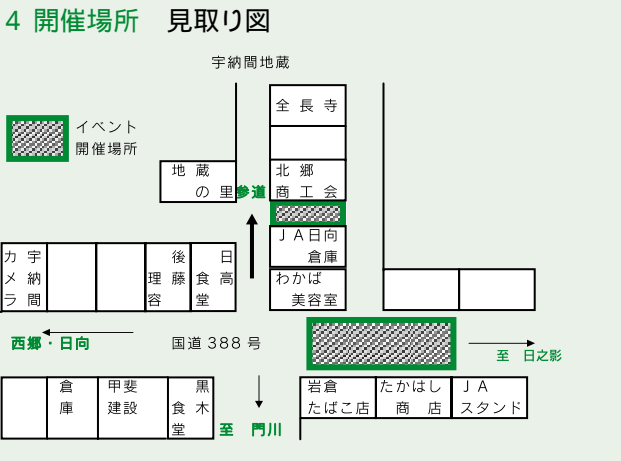 4 開催場所　見取り図
宇納間地蔵
イベント
開催場所
全長寺
地蔵
の里
参道
北郷
商工会
ＪＡ日向
倉庫
わかば
美容室
カメラ
宇納間
後藤
理容
日高
食堂
西郷・日向
国道388号
至　日之影
倉庫
甲斐
建設
黒木
食堂
至　門川
岩倉
たばこ店
たかはし
商店
ＪＡ
スタンド